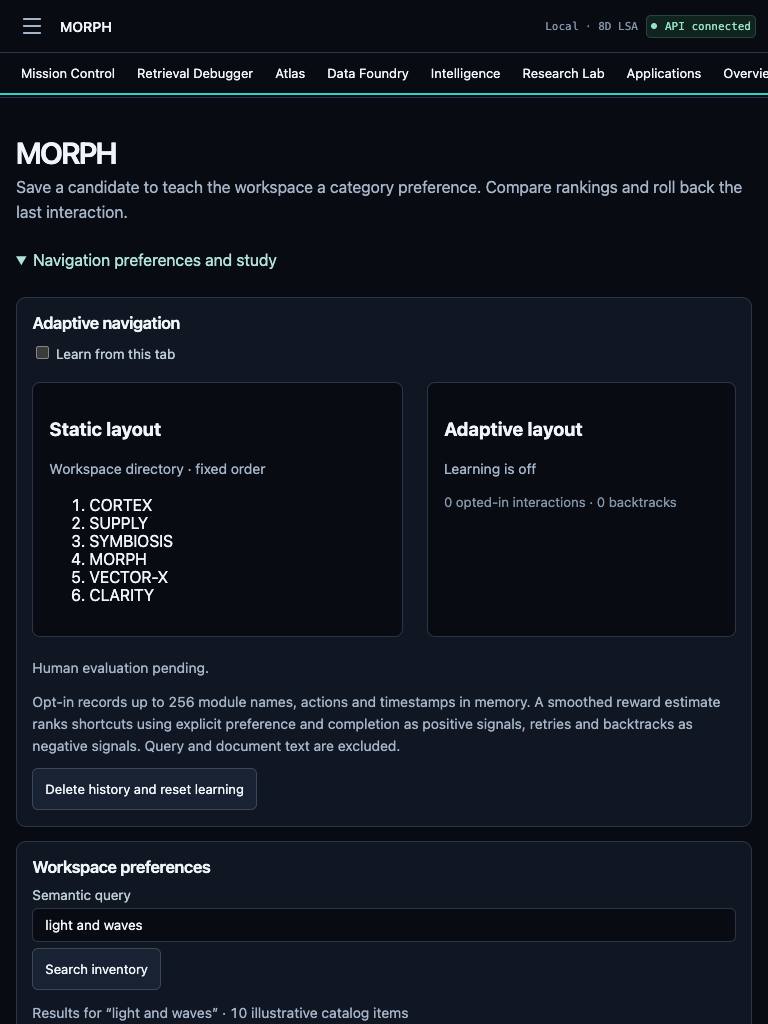 MORPH
Local · 8D LSA
API connected
Mission Control Retrieval Debugger Atlas Data Foundry Intelligence Research Lab Applications Overvie
MORPH
Save a candidate to teach the workspace a category preference. Compare rankings and roll back the
last interaction.
Navigation preferences and study
Adaptive navigation
Learn from this tab
Static layout
Workspace directory · fixed order
1. CORTEX
2. SUPPLY
3. SYMBIOSIS
4. MORPH
5. VECTOR-X
6. CLARITY
Adaptive layout
Learning is off
0 opted-in interactions · 0 backtracks
Human evaluation pending.
Opt-in records up to 256 module names, actions and timestamps in memory. A smoothed reward estimate
ranks shortcuts using explicit preference and completion as positive signals, retries and backtracks as
negative signals. Query and document text are excluded.
Delete history and reset learning
Workspace preferences
Semantic query
light and waves
Search inventory
Results for “light and waves” · 10 illustrative catalog items